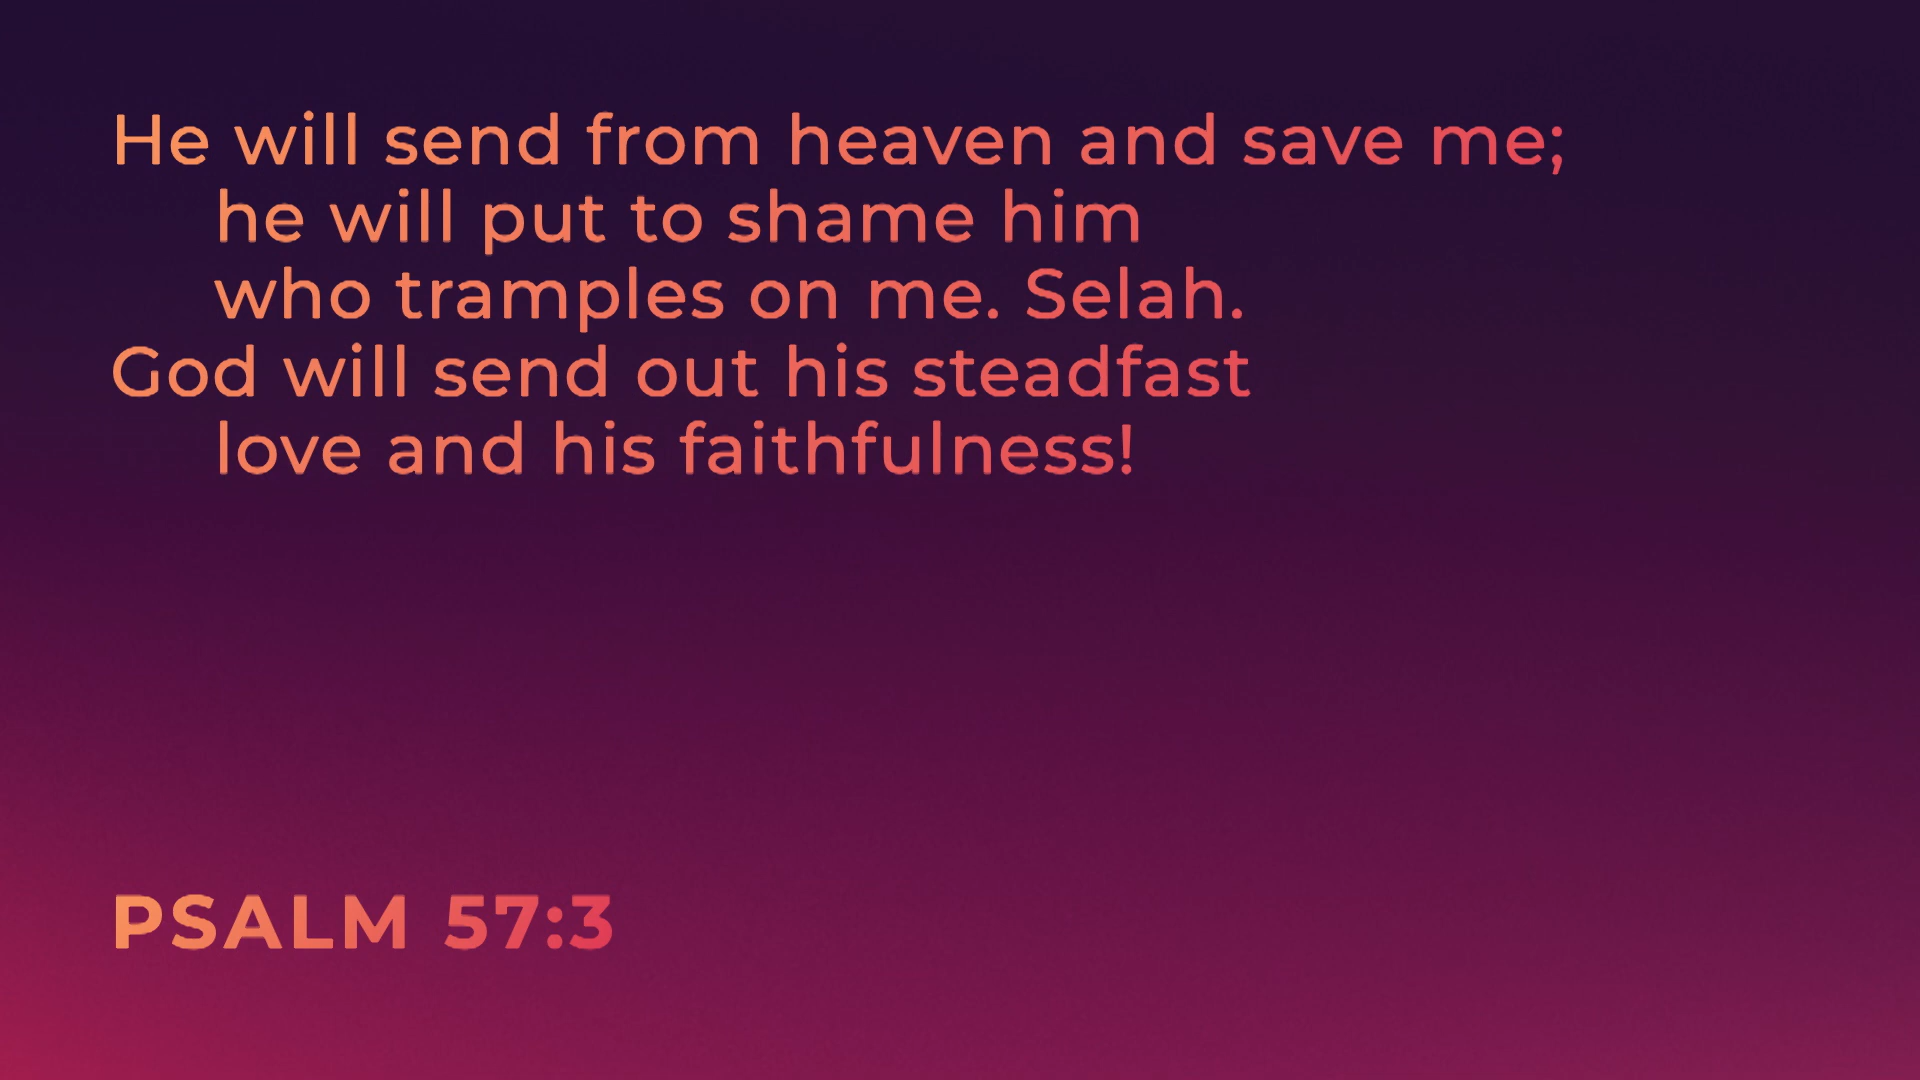 He will send from heaven and save me;
he will put to shame him
who tramples on me. Selah.
God will send out his steadfast
love and his faithfulness!
PSALM 57:3